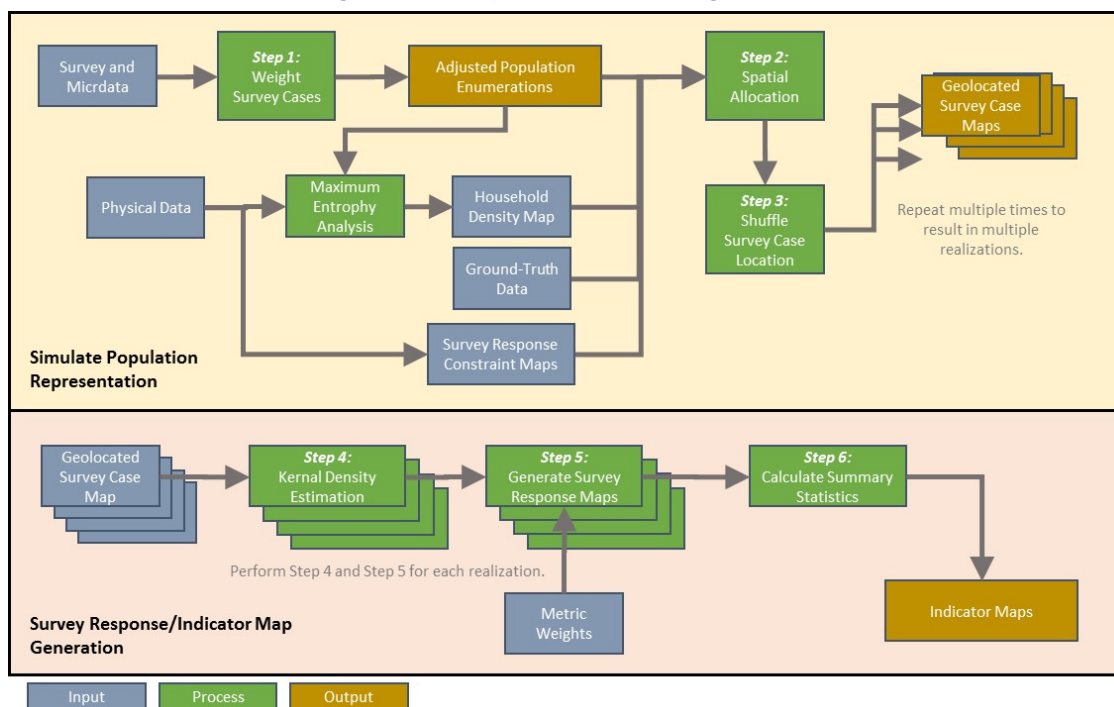 Survey and
Micrdata
Step 1:
Weight
Survey Cases
Adjusted Population
Enumerations
Step 2:
Spatial
Allocation
Geolocated
Survey Case
Maps
Physical Data
Maximum
Entrophy
Analysis
Household
Density Map
Step 3:
Shuffle
Survey Case
Location
Repeat multiple times to
result in multiple
realizations.
Ground-Truth
Data
Survey Response
Constraint Maps
Simulate Population
Representation
Geolocated
Survey Case
Map
Step 4:
Kernal Density
Estimation
Step 5:
Generate Survey
Response Maps
Step 6:
Calculate Summary
Statistics
Perform Step 4 and Step 5 for each realization.
Metric
Weights
Indicator Maps
Survey Response/Indicator Map
Generation
Input
Process
Output